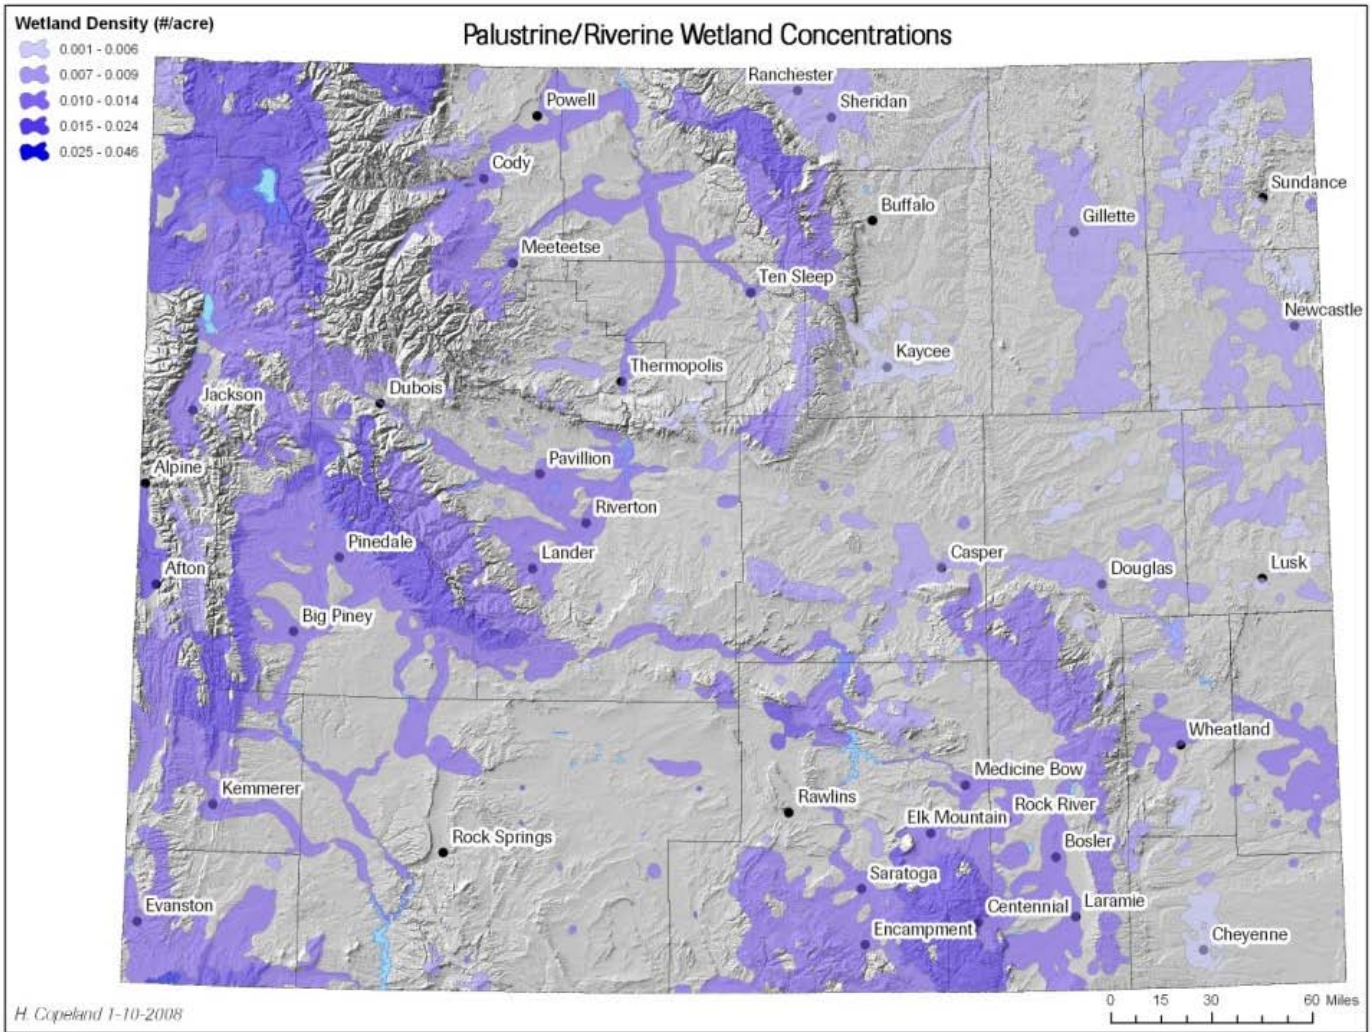 Wetland Density (#/acre)
0.001 - 0.006
0.007 - 0.009
0.010 - 0.014
0.015 - 0.024
0.025 - 0.046
Palustrine/Riverine Wetland Concentrations
Ranchester
Powell
Sheridan
Cody
Sundance
Buffalo
Gillette
Meeteetse
Ten Sleep
Newcastle
Kaycee
Thermopolis
Dubois
Jackson
Pavillion
Alpine
Riverton
Pinedale
Lander
Casper
Douglas
Lusk
Afton
Big Piney
Wheatland
Medicine Bow
Kemmerer
Rawlins
Rock River
Elk Mountain
Rock Springs
Bosler
Saratoga
Evanston
Centennial
Laramie
Encampment
Cheyenne
0 15 30 60 Miles
H. Copeland 1-10-2008